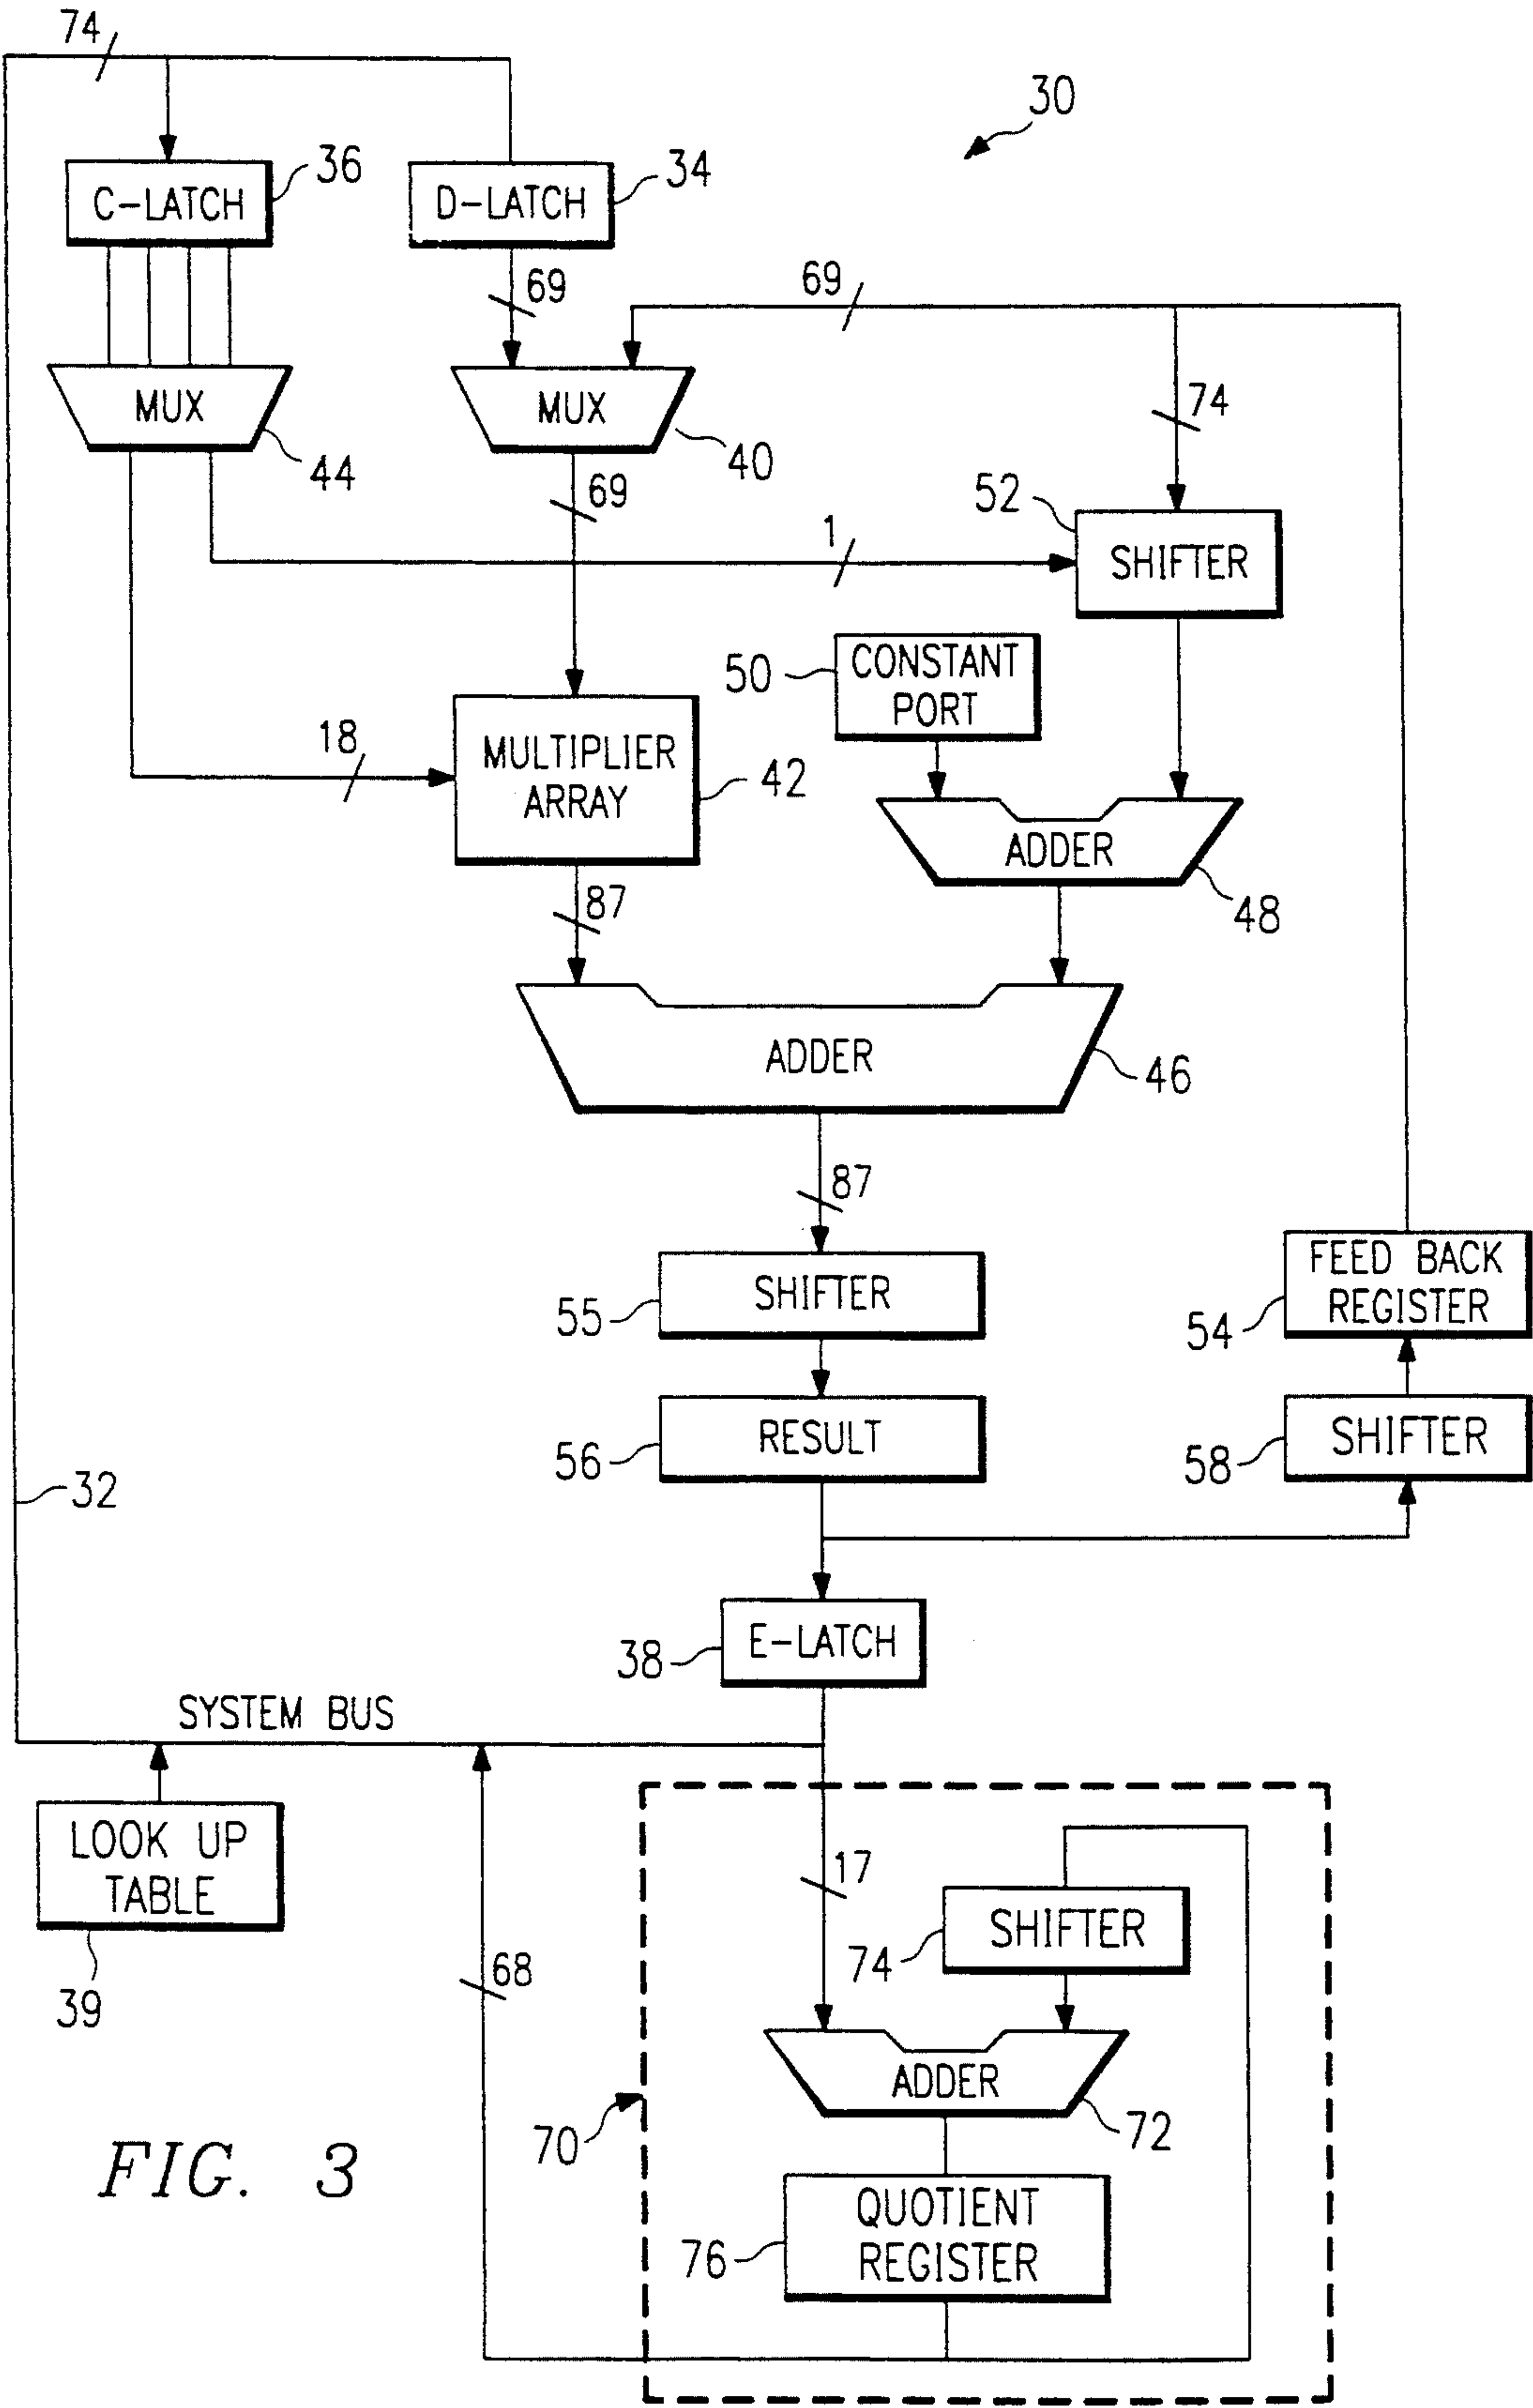 74
30
C-LATCH
36
D-LATCH
34
69
69
MUX
44
MUX
40
74
69
1
52
SHIFTER
50
CONSTANT
PORT
18
MULTIPLIER
ARRAY
42
ADDER
48
87
ADDER
46
87
SHIFTER
55
FEED BACK
REGISTER
54
RESULT
56
SHIFTER
58
32
E-LATCH
38
SYSTEM BUS
LOOK UP
TABLE
39
17
SHIFTER
74
68
ADDER
72
70
QUOTIENT
REGISTER
76
FIG. 3